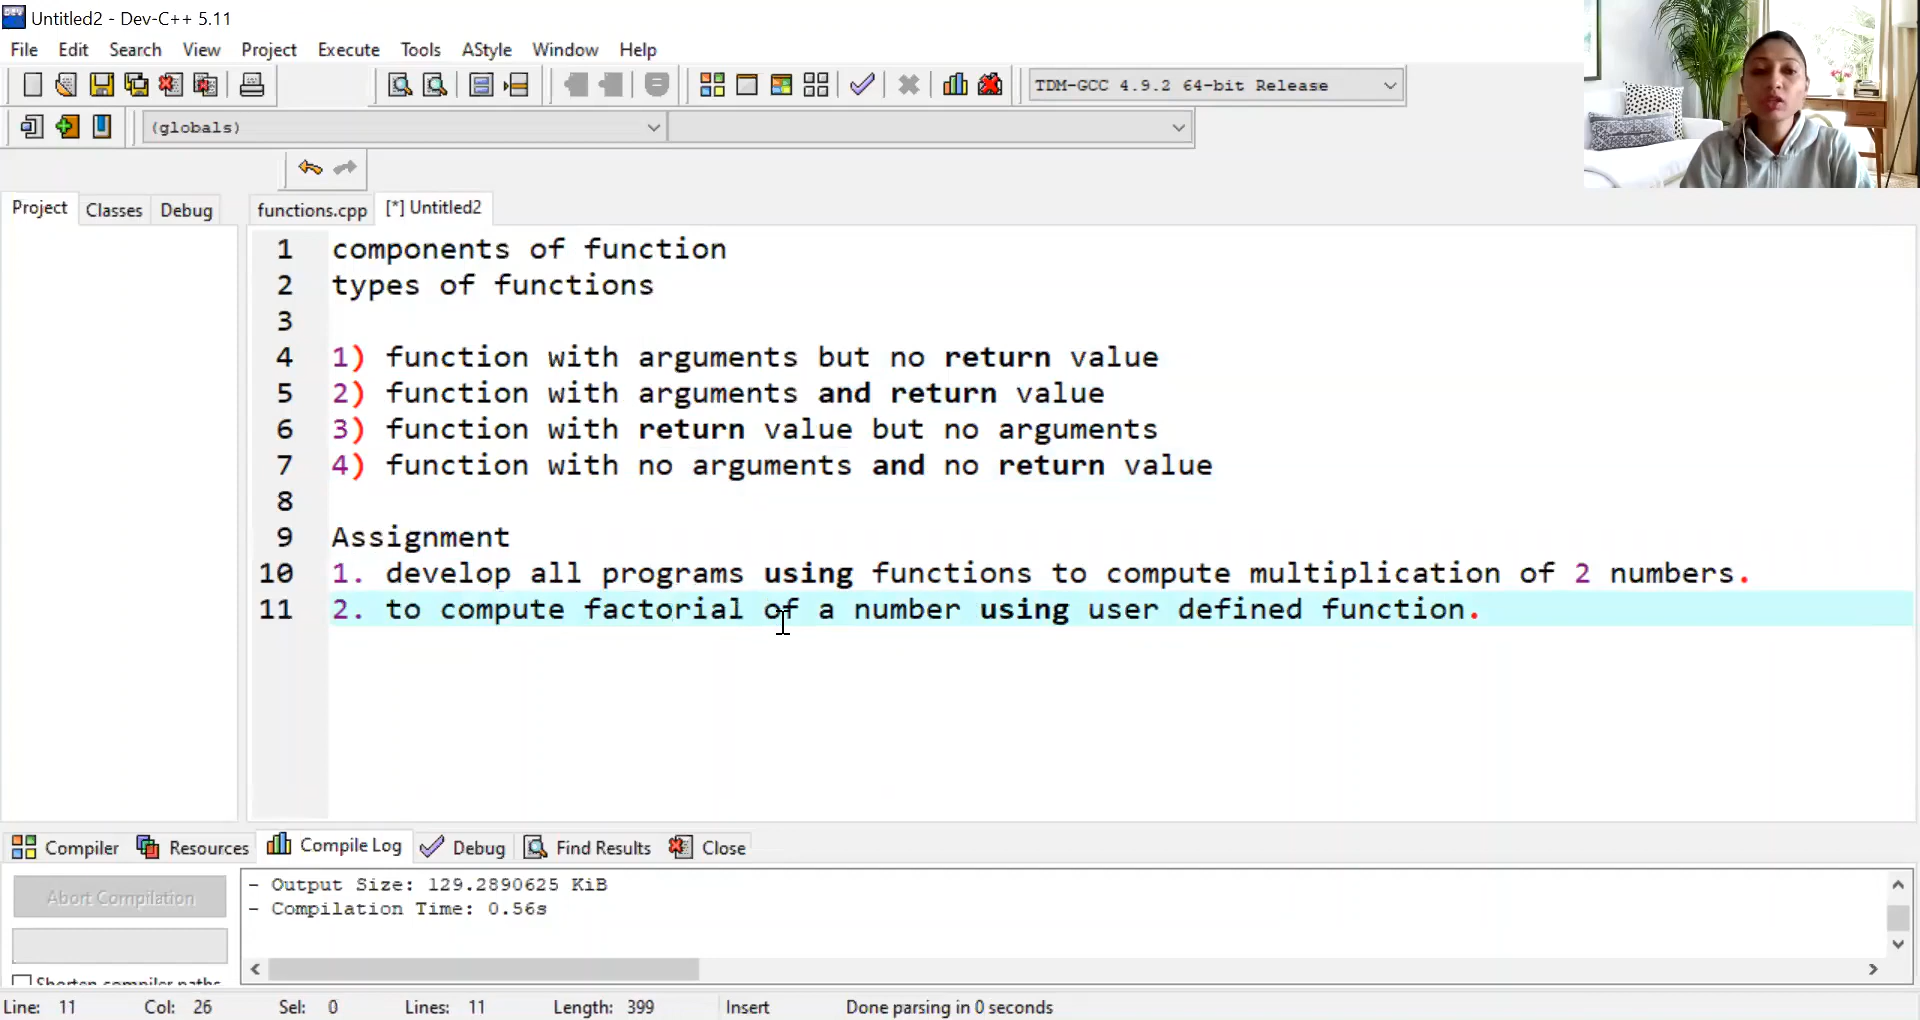 Untitled2 - Dev-C++ 5.11
File Edit Search View Project Execute Tools AStyle Window Help
TDM-GCC 4.9.2 64-bit Release
(globals)
Project Classes Debug functions.cpp [*] Untitled2
1 components of function
2 types of functions
3
4 1) function with arguments but no return value
5 2) function with arguments and return value
6 3) function with return value but no arguments
7 4) function with no arguments and no return value
8
9 Assignment
10 1. develop all programs using functions to compute multiplication of 2 numbers.
11 2. to compute factorial of a number using user defined function.
Compiler Resources Compile Log Debug Find Results Close
Abort Compilation
- Output Size: 129.2890625 KiB
- Compilation Time: 0.56s
Shorten compiler paths
Line: 11 Col: 26 Sel: 0 Lines: 11 Length: 399 Insert Done parsing in 0 seconds